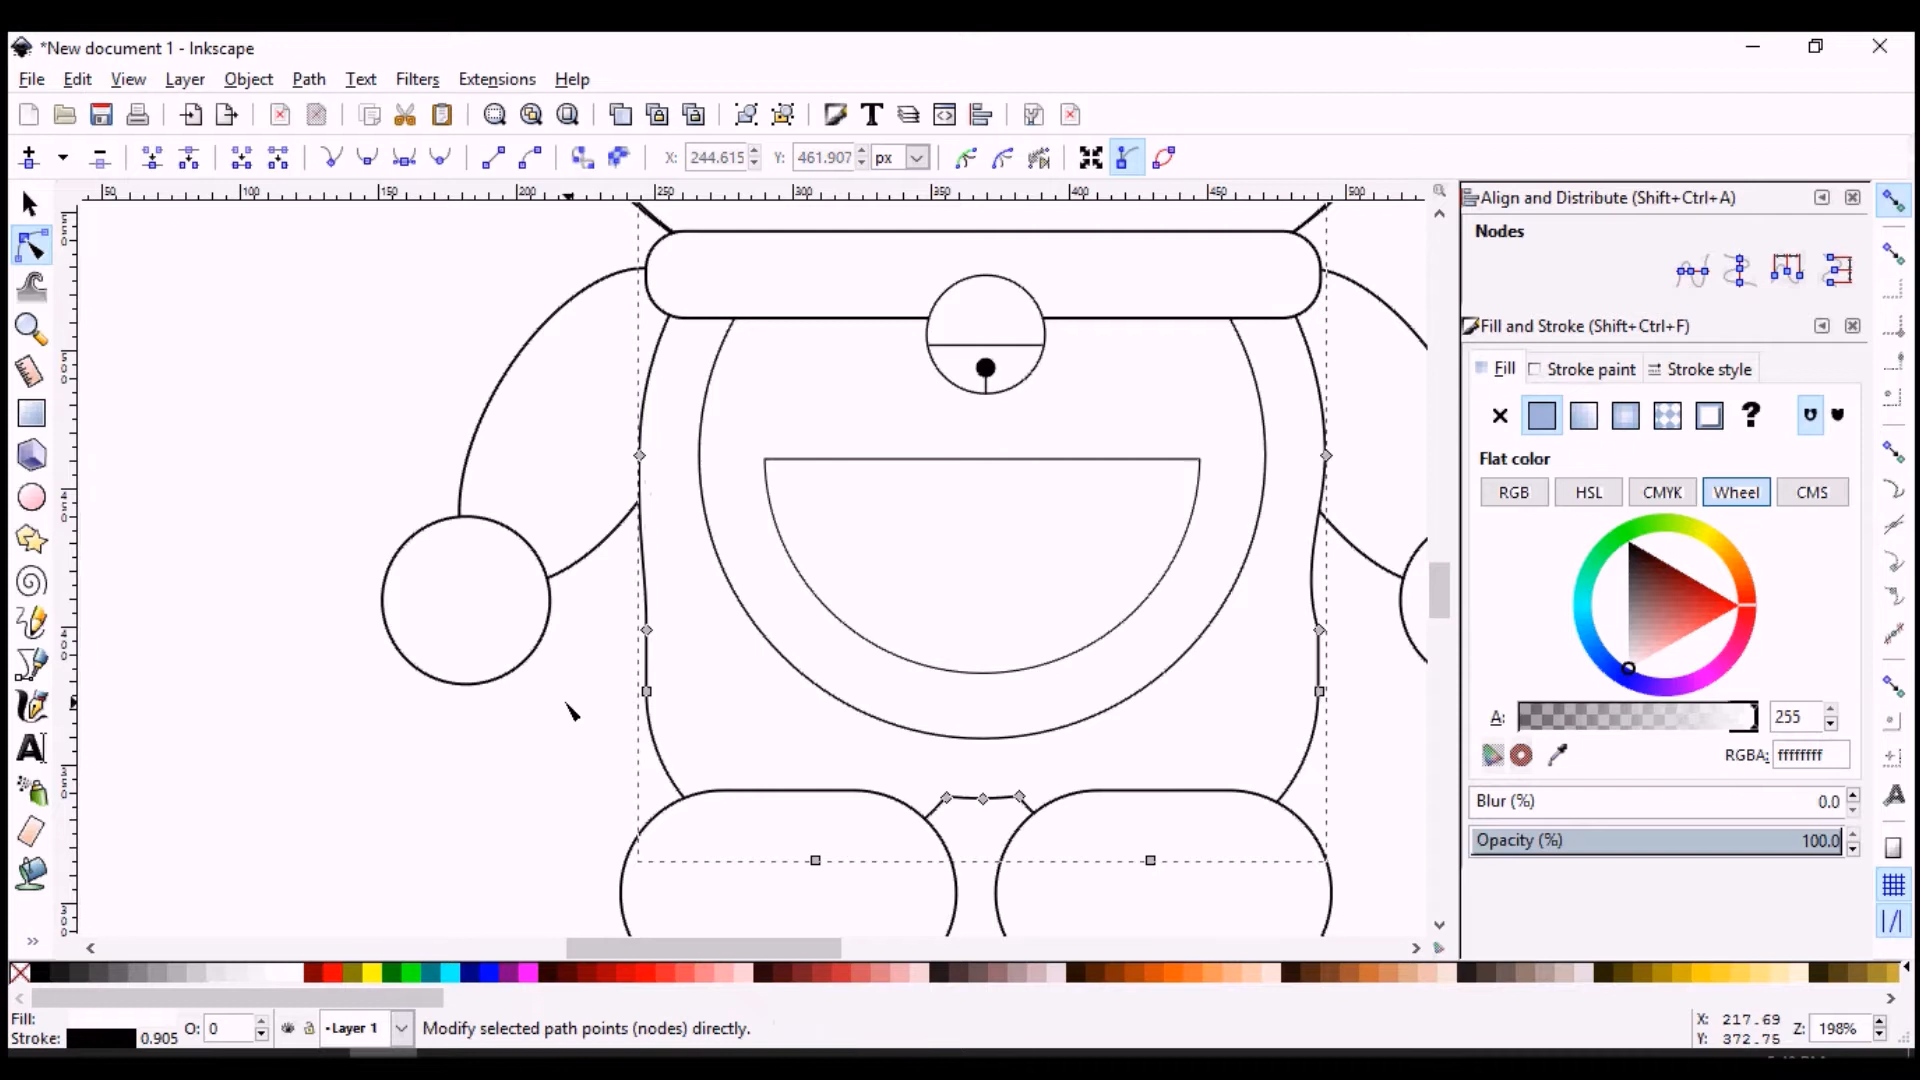 *New document 1 - Inkscape
File Edit View Layer Object Path Text Filters Extensions Help
X: 244.615 Y: 461.907 px
50 100 150 200 250 300 350 400 450 500
Align and Distribute (Shift+Ctrl+A)
Nodes
Fill and Stroke (Shift+Ctrl+F)
Fill Stroke paint Stroke style
Flat color
RGB HSL CMYK Wheel CMS
A: 255
RGBA: ffffffff
Blur (%) 0.0
Opacity (%) 100.0
Fill:
Stroke: 0.905 O: 0 Layer 1 Modify selected path points (nodes) directly.
X: 217.69
Y: 372.75
Z: 198%